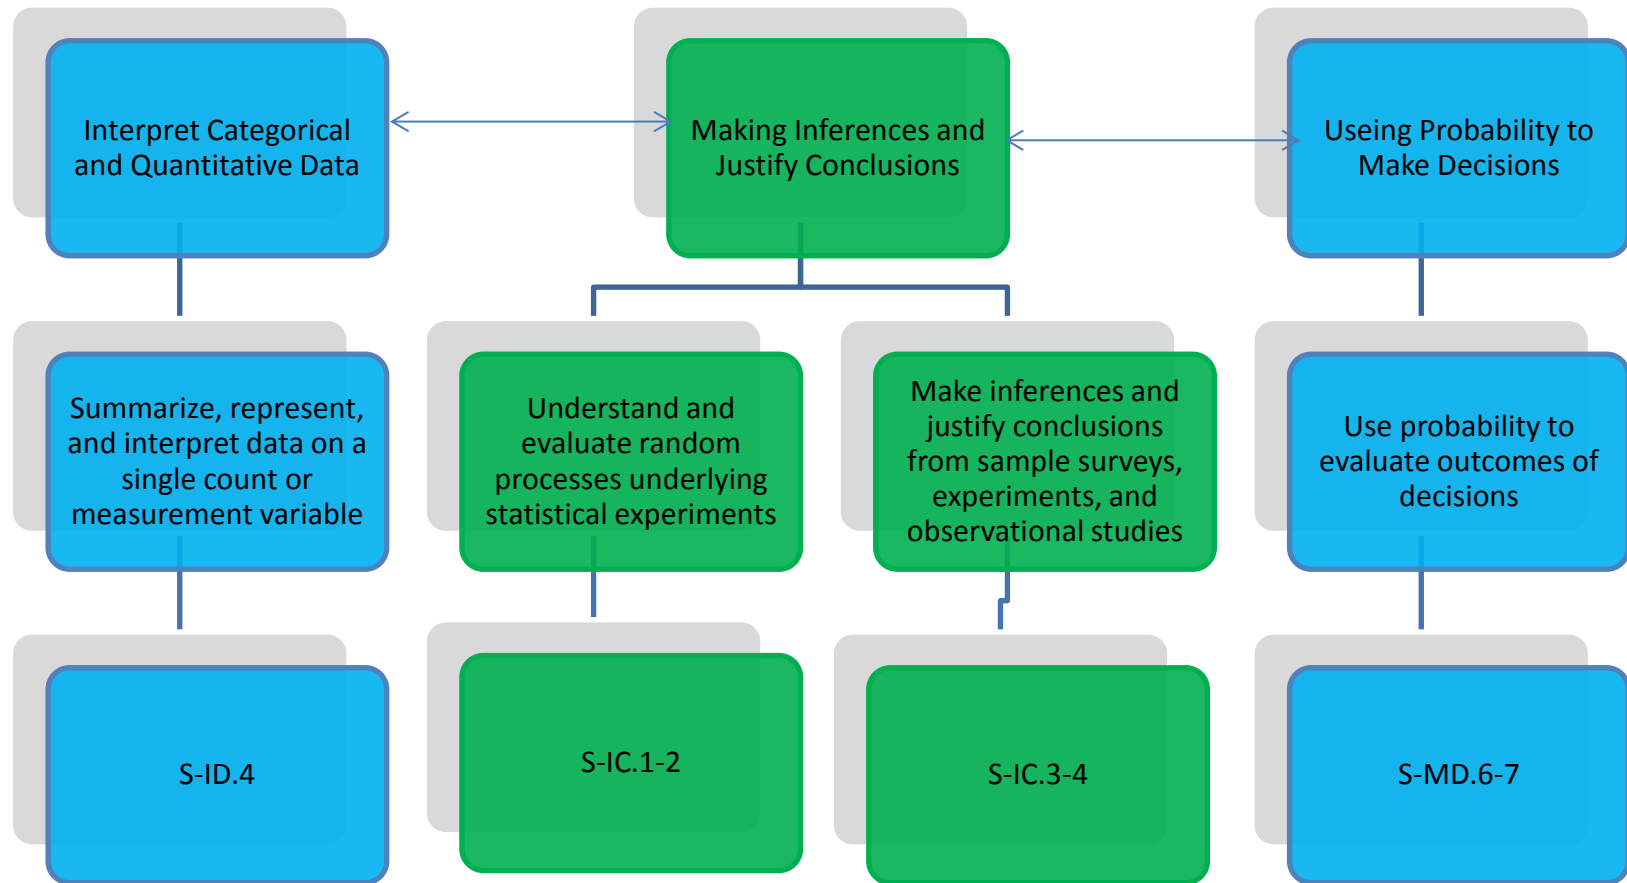 Interpret Categorical
and Quantitative Data
Making Inferences and
Justify Conclusions
Useing Probability to
Make Decisions
Summarize, represent,
and interpret data on a
single count or
measurement variable
Understand and
evaluate random
processes underlying
statistical experiments
Make inferences and
justify conclusions
from sample surveys,
experiments, and
observational studies
Use probability to
evaluate outcomes of
decisions
S-ID.4
S-IC.1-2
S-IC.3-4
S-MD.6-7